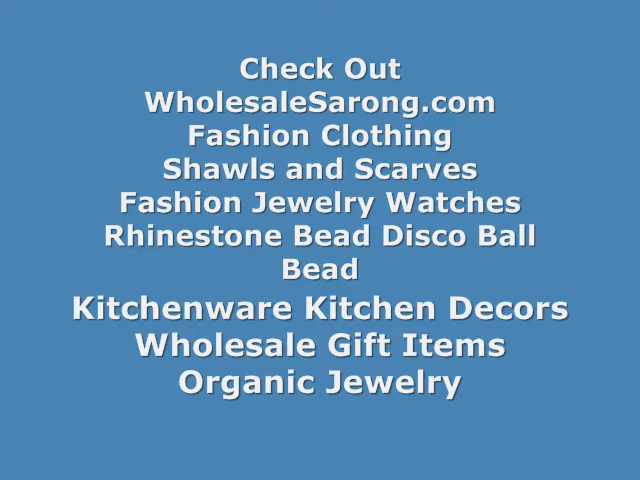 Check Out
WholesaleSarong.com
Fashion Clothing
Shawls and Scarves
Fashion Jewelry Watches
Rhinestone Bead Disco Ball
Bead
Kitchenware Kitchen Decors
Wholesale Gift Items
Organic Jewelry